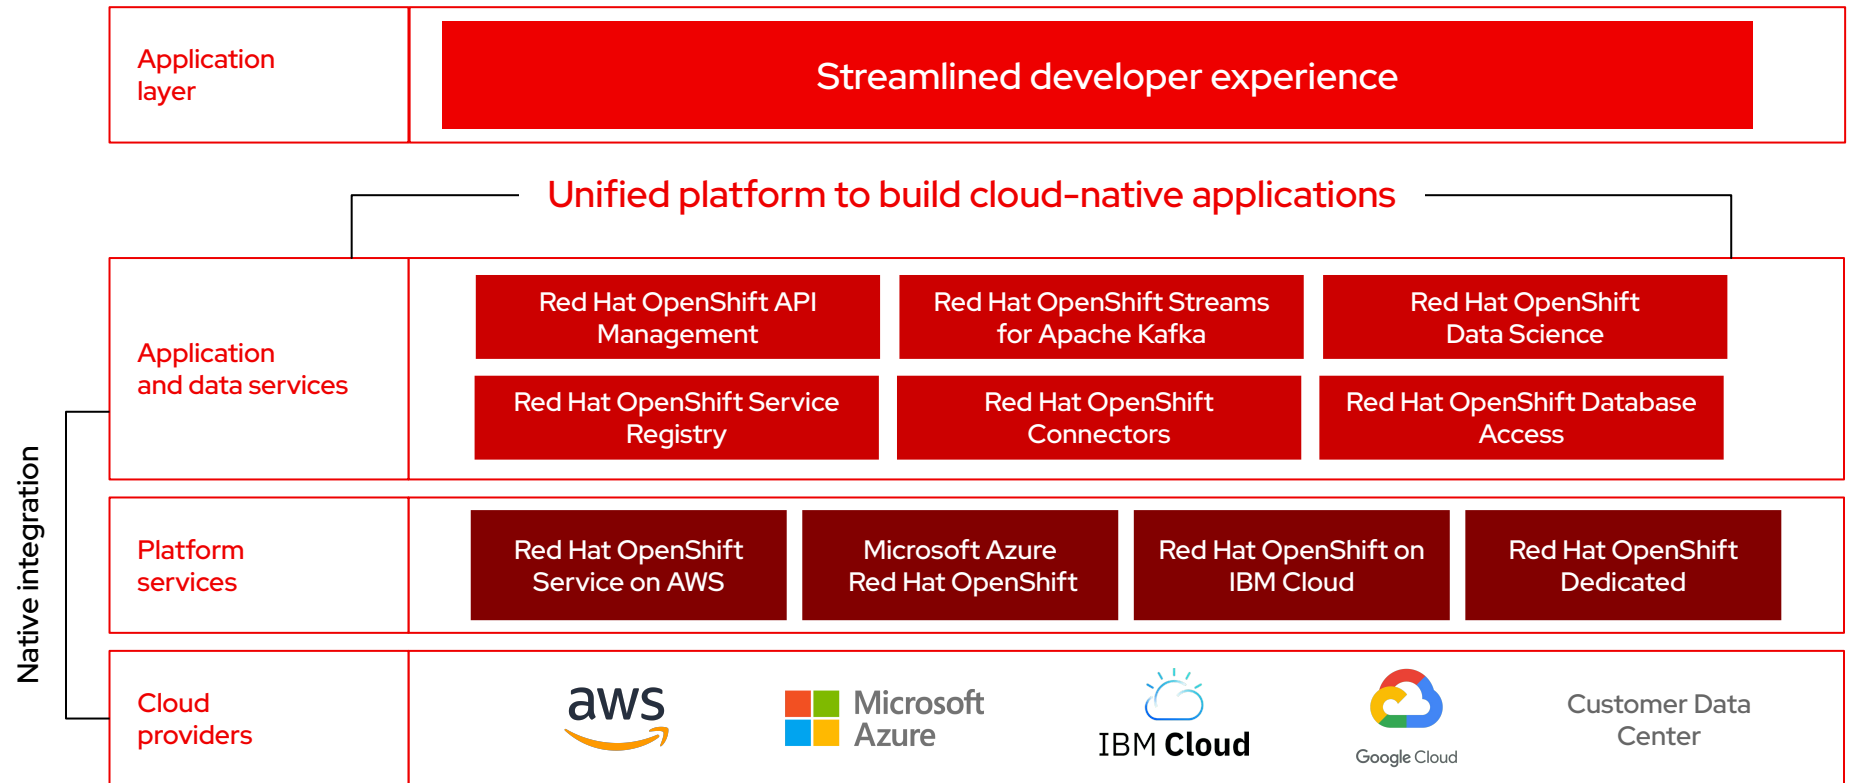 Application
layer
Streamlined developer experience
Unified platform to build cloud-native applications
Application
and data services
Red Hat OpenShift API
Management
Red Hat OpenShift Streams
for Apache Kafka
Red Hat OpenShift
Data Science
Red Hat OpenShift Service
Registry
Red Hat OpenShift
Connectors
Red Hat OpenShift Database
Access
Native integration
Platform
services
Red Hat OpenShift
Service on AWS
Microsoft Azure
Red Hat OpenShift
Red Hat OpenShift on
IBM Cloud
Red Hat OpenShift
Dedicated
Cloud
providers
aws
Microsoft
Azure
IBM Cloud
Google Cloud
Customer Data
Center